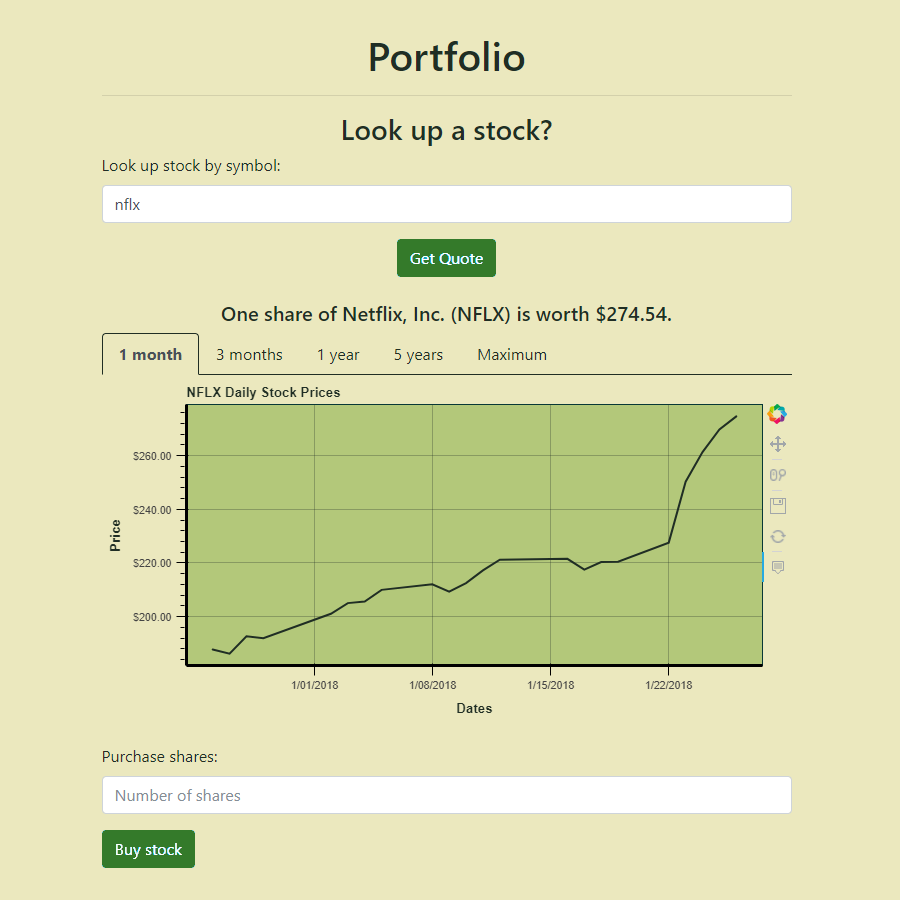 Portfolio
Look up a stock?
Look up stock by symbol:
nflx
Get Quote
One share of Netflix, Inc. (NFLX) is worth $274.54.
1 month 3 months 1 year 5 years Maximum
NFLX Daily Stock Prices
$260.00
$240.00
$220.00
$200.00
Price
1/01/2018 1/08/2018 1/15/2018 1/22/2018
Dates
Purchase shares:
Number of shares
Buy stock